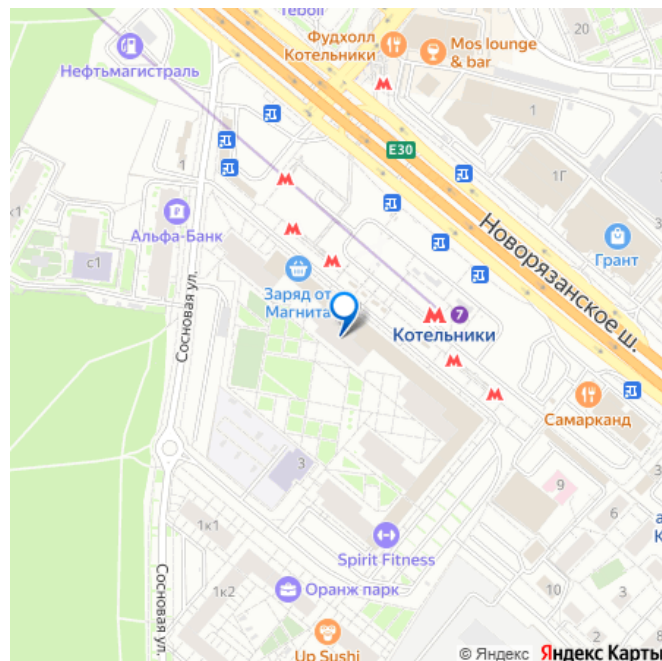 Teboil
20
Фудхолл
Котельники
Mos lounge
& bar
Нефтьмагистраль
1
E30
1
1Г
к1
Альфа-Банк
с1
Новорязанское ш.
Грант
Заряд от
Магнита
Сосновая ул.
7
Котельники
Самарканд
3
9
6
1к1
Spirit Fitness
Оранж парк
1к2
10
3
2
Сосновая ул.
Up Sushi
8
© Яндекс Яндекс Карты